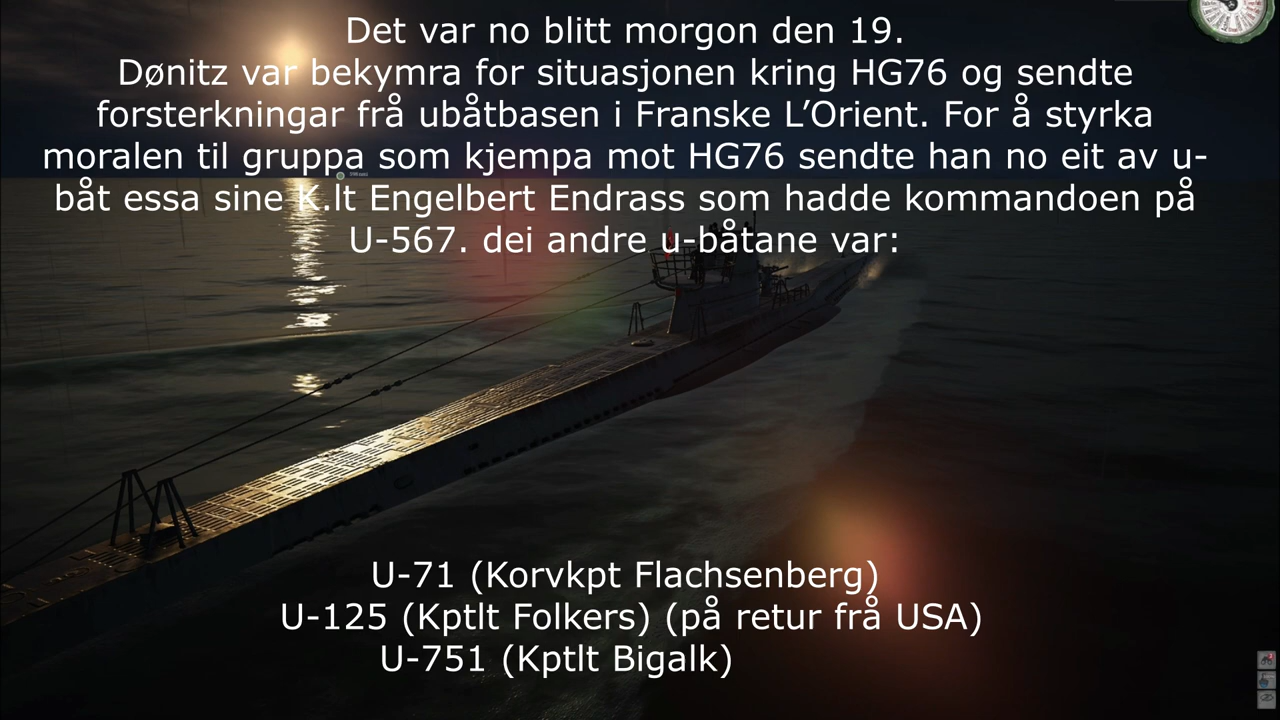 Det var no blitt morgon den 19.
Dønitz var bekymra for situasjonen kring HG76 og sendte
forsterkningar frå ubåtbasen i Franske L’Orient. For å styrka
moralen til gruppa som kjempa mot HG76 sendte han no eit av u-
båt essa sine K.lt Engelbert Endrass som hadde kommandoen på
U-567. dei andre u-båtane var:
U-71 (Korvkpt Flachsenberg)
U-125 (Kptlt Folkers) (på retur frå USA)
U-751 (Kptlt Bigalk)